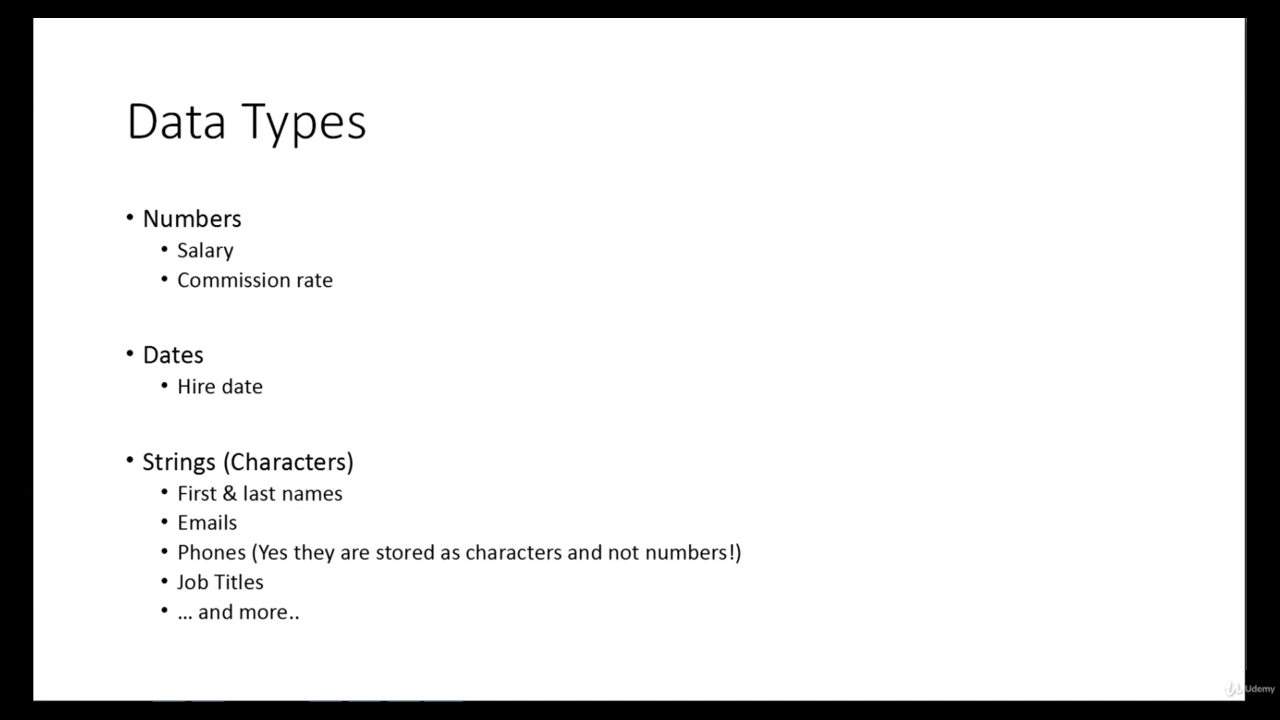 Data Types
• Numbers
• Salary
• Commission rate
• Dates
• Hire date
• Strings (Characters)
• First & last names
• Emails
• Phones (Yes they are stored as characters and not numbers!)
• Job Titles
• ... and more..
Udemy